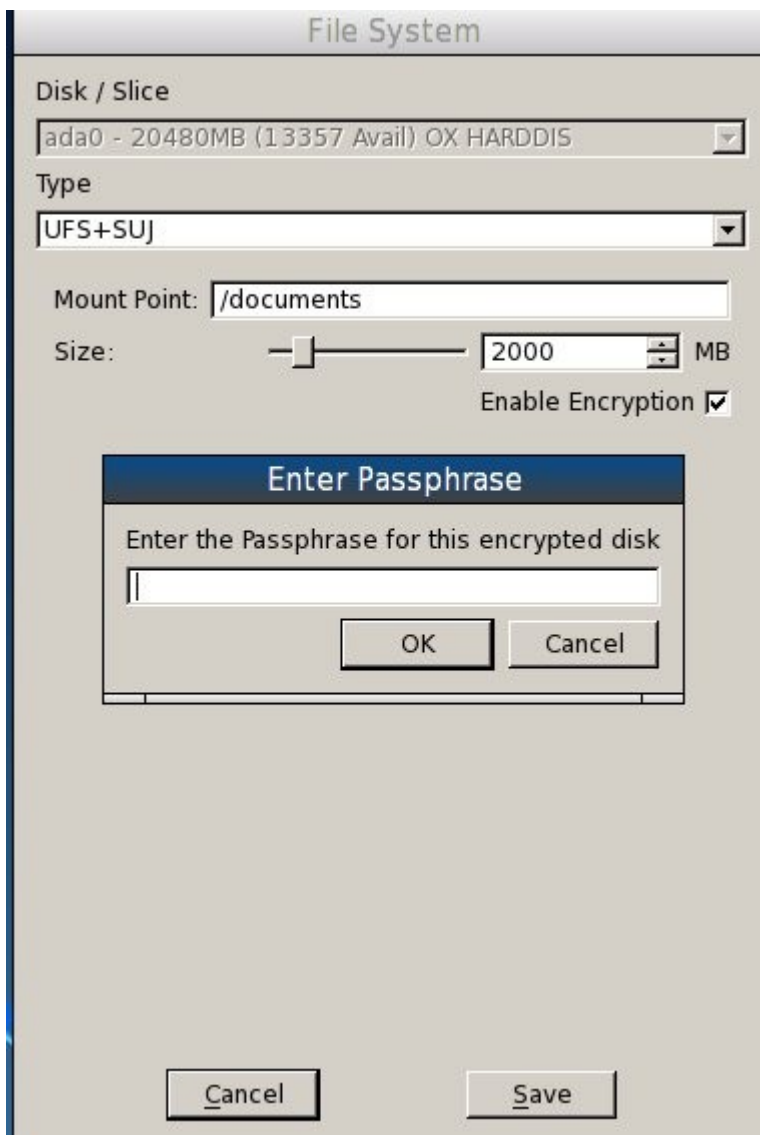 File System
Disk / Slice
ada0 - 20480MB (13357 Avail) OX HARDDIS
Type
UFS+SUJ
Mount Point: /documents
Size: 2000 MB
Enable Encryption
Enter Passphrase
Enter the Passphrase for this encrypted disk
OK Cancel
Cancel Save